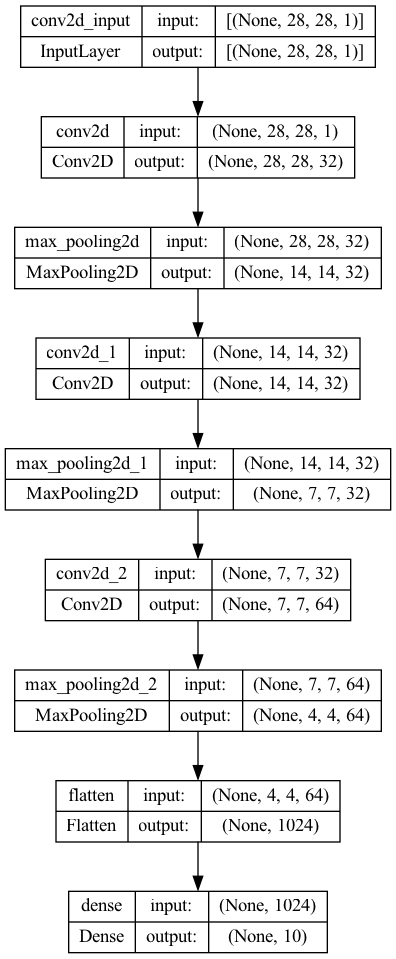 conv2d_input input: [(None, 28, 28, 1)]
InputLayer output: [(None, 28, 28, 1)]
conv2d input: (None, 28, 28, 1)
Conv2D output: (None, 28, 28, 32)
max_pooling2d input: (None, 28, 28, 32)
MaxPooling2D output: (None, 14, 14, 32)
conv2d_1 input: (None, 14, 14, 32)
Conv2D output: (None, 14, 14, 32)
max_pooling2d_1 input: (None, 14, 14, 32)
MaxPooling2D output: (None, 7, 7, 32)
conv2d_2 input: (None, 7, 7, 32)
Conv2D output: (None, 7, 7, 64)
max_pooling2d_2 input: (None, 7, 7, 64)
MaxPooling2D output: (None, 4, 4, 64)
flatten input: (None, 4, 4, 64)
Flatten output: (None, 1024)
dense input: (None, 1024)
Dense output: (None, 10)